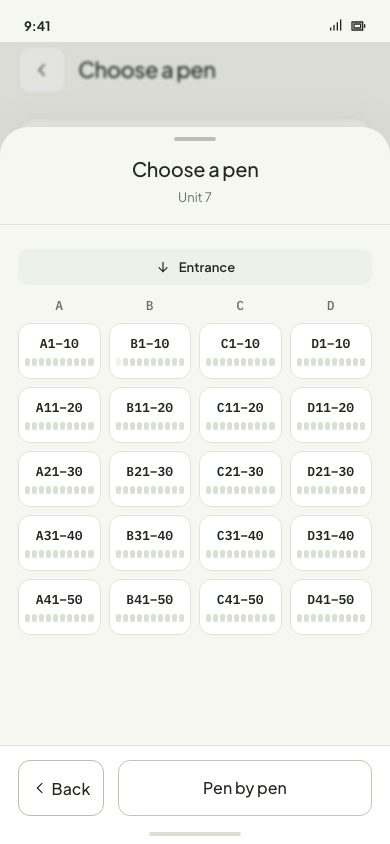 9:41
Choose a pen
Choose a pen
Unit 7
↓ Entrance
A B C D
A1–10 B1–10 C1–10 D1–10
A11–20 B11–20 C11–20 D11–20
A21–30 B21–30 C21–30 D21–30
A31–40 B31–40 C31–40 D31–40
A41–50 B41–50 C41–50 D41–50
Back Pen by pen